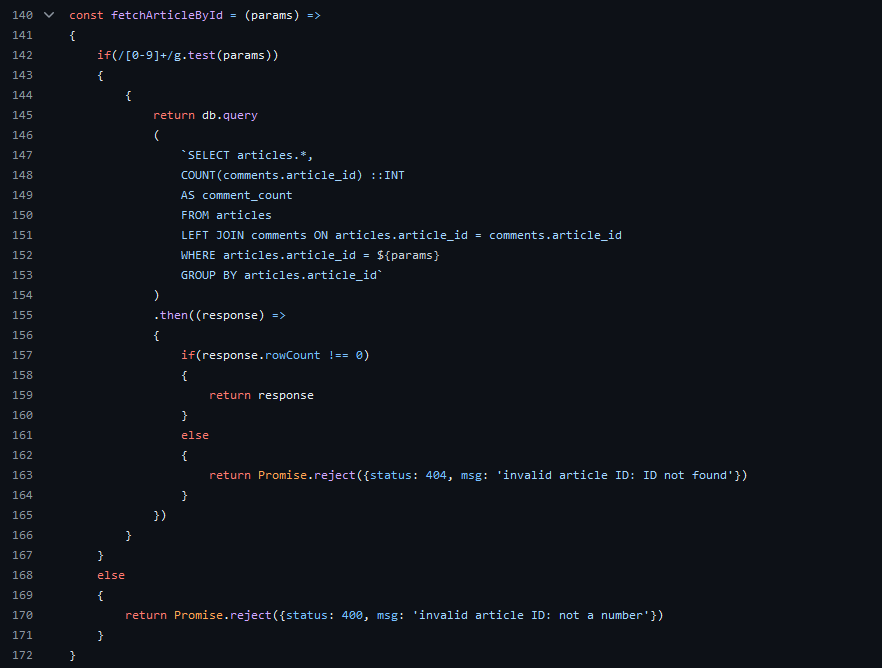 140 const fetchArticleById = (params) =>
141 {
142     if(/[0-9]+/g.test(params))
143     {
144         {
145             return db.query
146             (
147                 `SELECT articles.*,
148                 COUNT(comments.article_id) ::INT
149                 AS comment_count
150                 FROM articles
151                 LEFT JOIN comments ON articles.article_id = comments.article_id
152                 WHERE articles.article_id = ${params}
153                 GROUP BY articles.article_id`
154             )
155             .then((response) =>
156             {
157                 if(response.rowCount !== 0)
158                 {
159                     return response
160                 }
161                 else
162                 {
163                     return Promise.reject({status: 404, msg: 'invalid article ID: ID not found'})
164                 }
165             })
166         }
167     }
168     else
169     {
170         return Promise.reject({status: 400, msg: 'invalid article ID: not a number'})
171     }
172 }